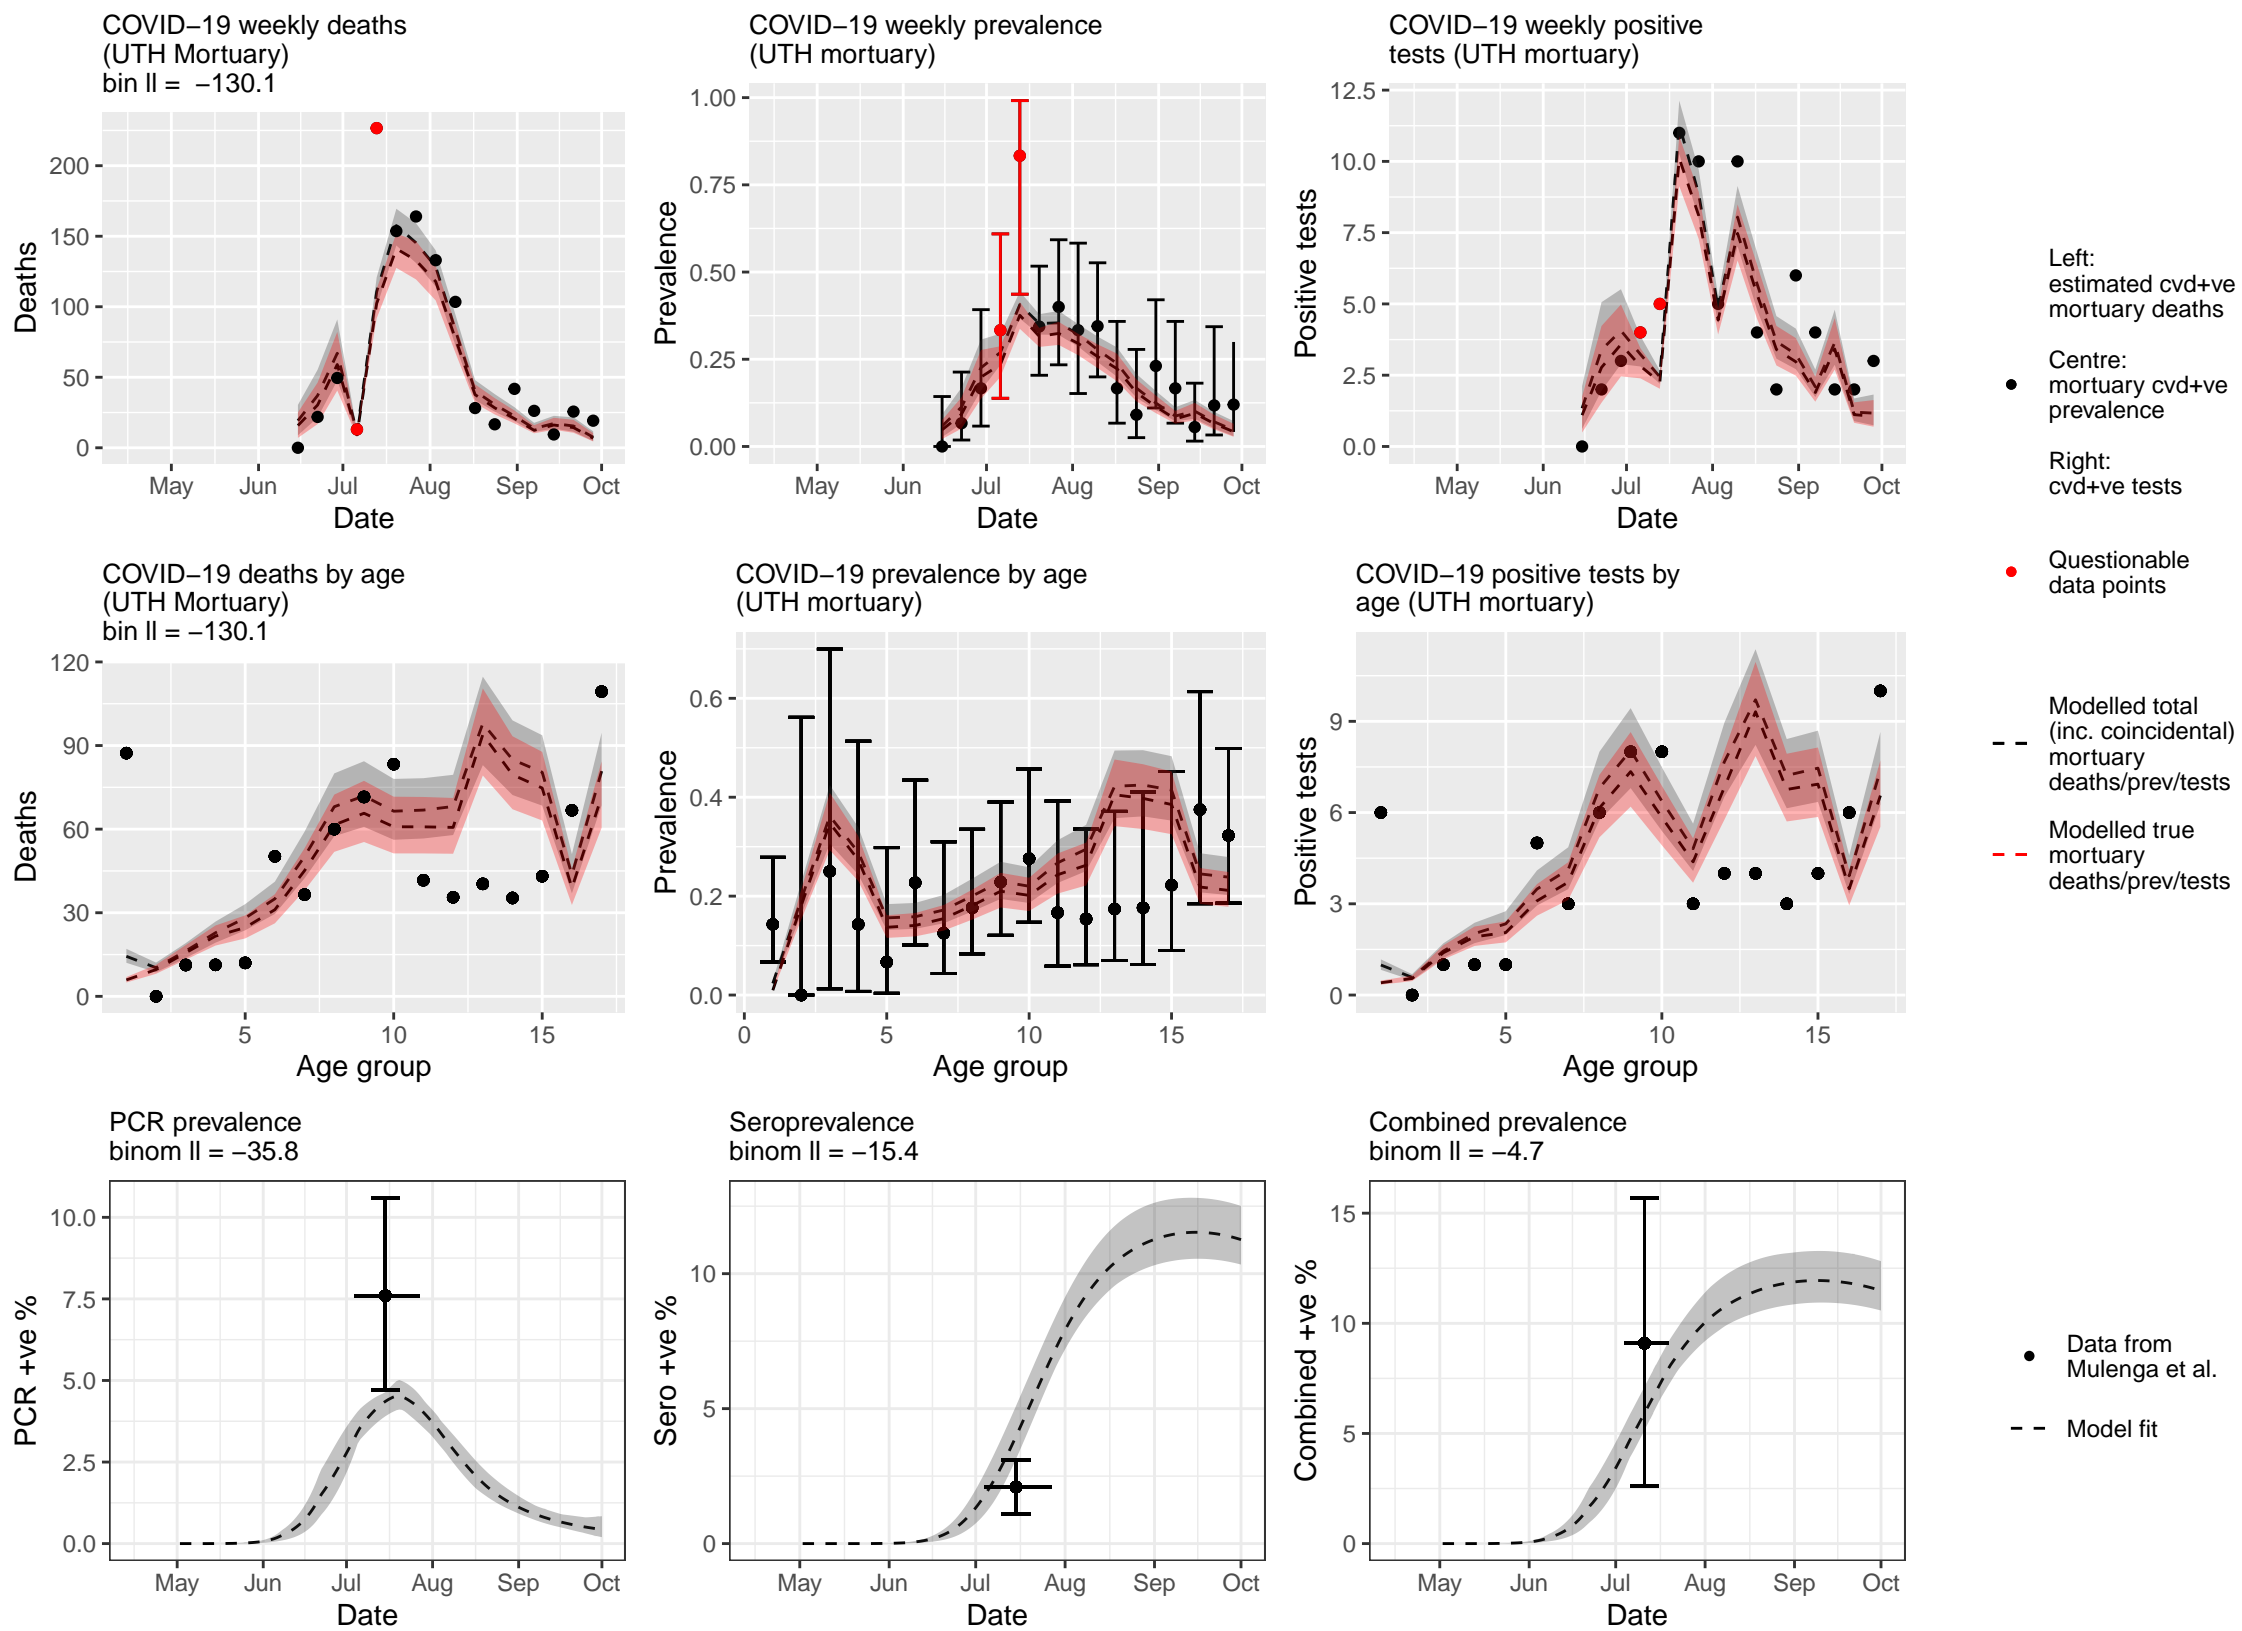 COVID−19 weekly deaths
(UTH Mortuary)
bin ll =  −130.1
Deaths
200
150
100
50
0
May Jun Jul Aug Sep Oct
Date
COVID−19 weekly prevalence
(UTH mortuary)
Prevalence
1.00
0.75
0.50
0.25
0.00
May Jun Jul Aug Sep Oct
Date
COVID−19 weekly positive
tests (UTH mortuary)
Positive tests
12.5
10.0
7.5
5.0
2.5
0.0
May Jun Jul Aug Sep Oct
Date
Left:
estimated cvd+ve
mortuary deaths
Centre:
mortuary cvd+ve
prevalence
Right:
cvd+ve tests
Questionable
data points
Modelled total
(inc. coincidental)
mortuary
deaths/prev/tests
Modelled true
mortuary
deaths/prev/tests
COVID−19 deaths by age
(UTH Mortuary)
bin ll = −130.1
Deaths
120
90
60
30
0
5 10 15
Age group
COVID−19 prevalence by age
(UTH mortuary)
Prevalence
0.6
0.4
0.2
0.0
0 5 10 15
Age group
COVID−19 positive tests by
age (UTH mortuary)
Positive tests
9
6
3
0
5 10 15
Age group
PCR prevalence
binom ll = −35.8
PCR +ve %
10.0
7.5
5.0
2.5
0.0
May Jun Jul Aug Sep Oct
Date
Seroprevalence
binom ll = −15.4
Sero +ve %
10
5
0
May Jun Jul Aug Sep Oct
Date
Combined prevalence
binom ll = −4.7
Combined +ve %
15
10
5
0
May Jun Jul Aug Sep Oct
Date
Data from
Mulenga et al.
Model fit